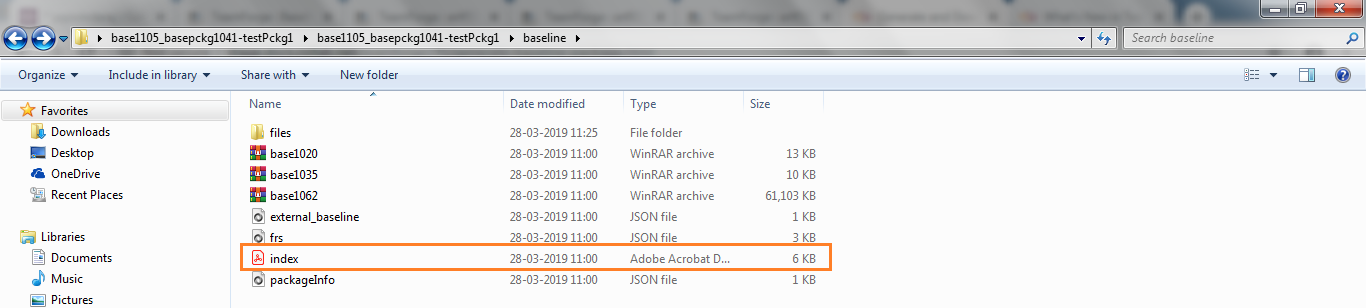 base1105_basepckg1041-testPckg1 base1105_basepckg1041-testPckg1 baseline Search baseline
Organize Include in library Share with New folder
Favorites
Downloads
Desktop
OneDrive
Recent Places
Libraries
Documents
Music
Pictures
Name Date modified Type Size
files 28-03-2019 11:25 File folder
base1020 28-03-2019 11:00 WinRAR archive 13 KB
base1035 28-03-2019 11:00 WinRAR archive 10 KB
base1062 28-03-2019 11:00 WinRAR archive 61,103 KB
external_baseline 28-03-2019 11:00 JSON file 1 KB
frs 28-03-2019 11:00 JSON file 3 KB
index 28-03-2019 11:00 Adobe Acrobat D... 6 KB
packageInfo 28-03-2019 11:00 JSON file 1 KB